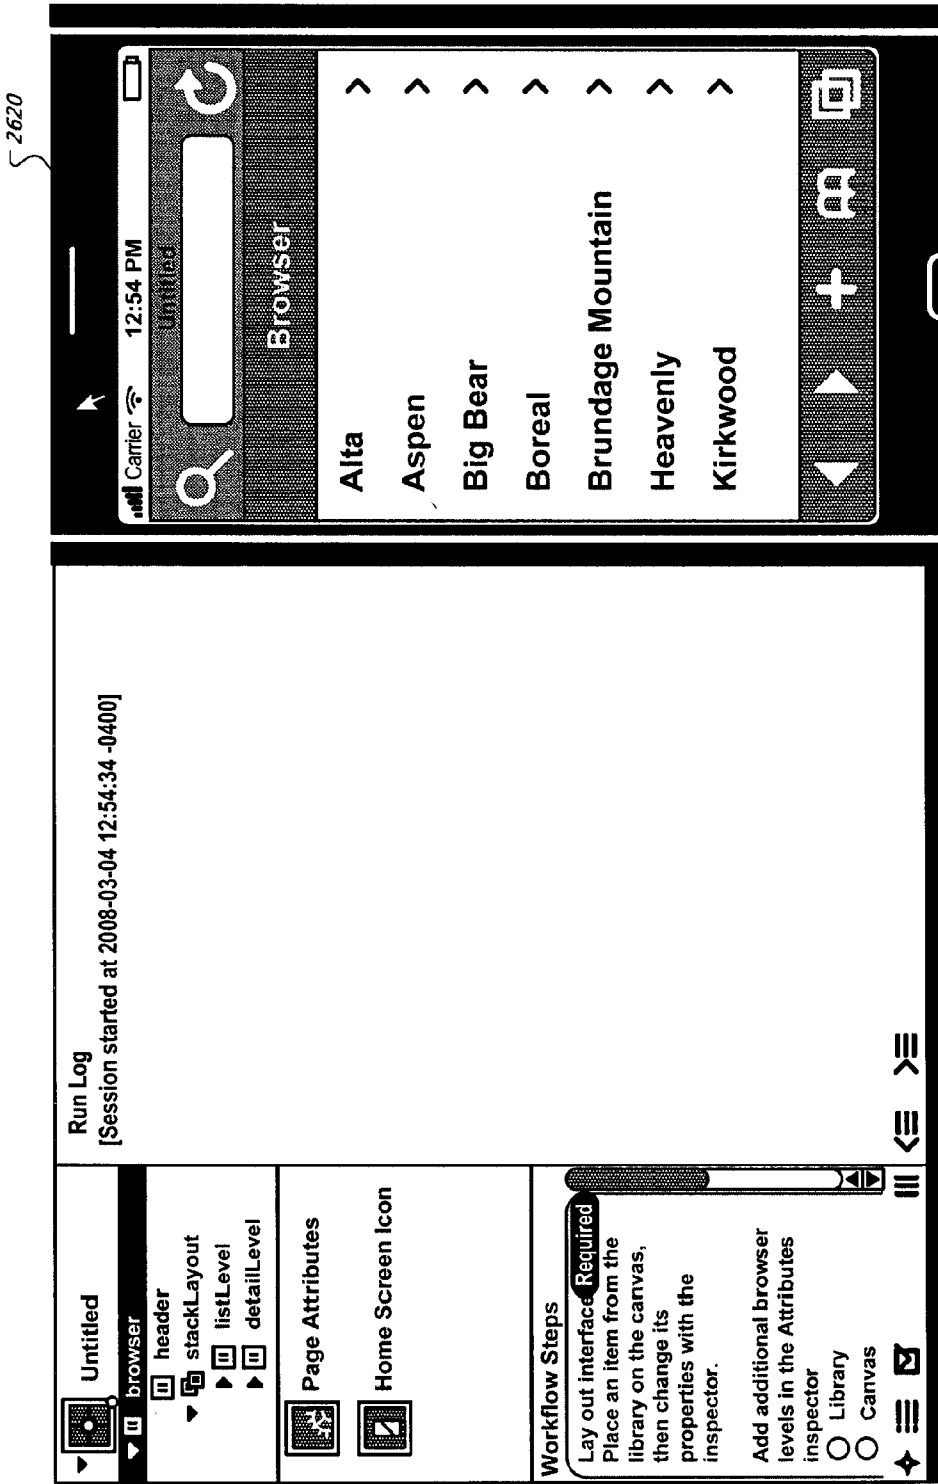 2620
Untitled
browser
header
stackLayout
listLevel
detailLevel
Page Attributes
Home Screen Icon
Workflow Steps
Lay out interface Required
Place an item from the
library on the canvas,
then change its
properties with the
inspector.
Add additional browser
levels in the Attributes
inspector
Library
Canvas
Run Log
[Session started at 2008-03-04 12:54:34 -0400]
Carrier 12:54 PM
Untitled
Browser
Alta
Aspen
Big Bear
Boreal
Brundage Mountain
Heavenly
Kirkwood